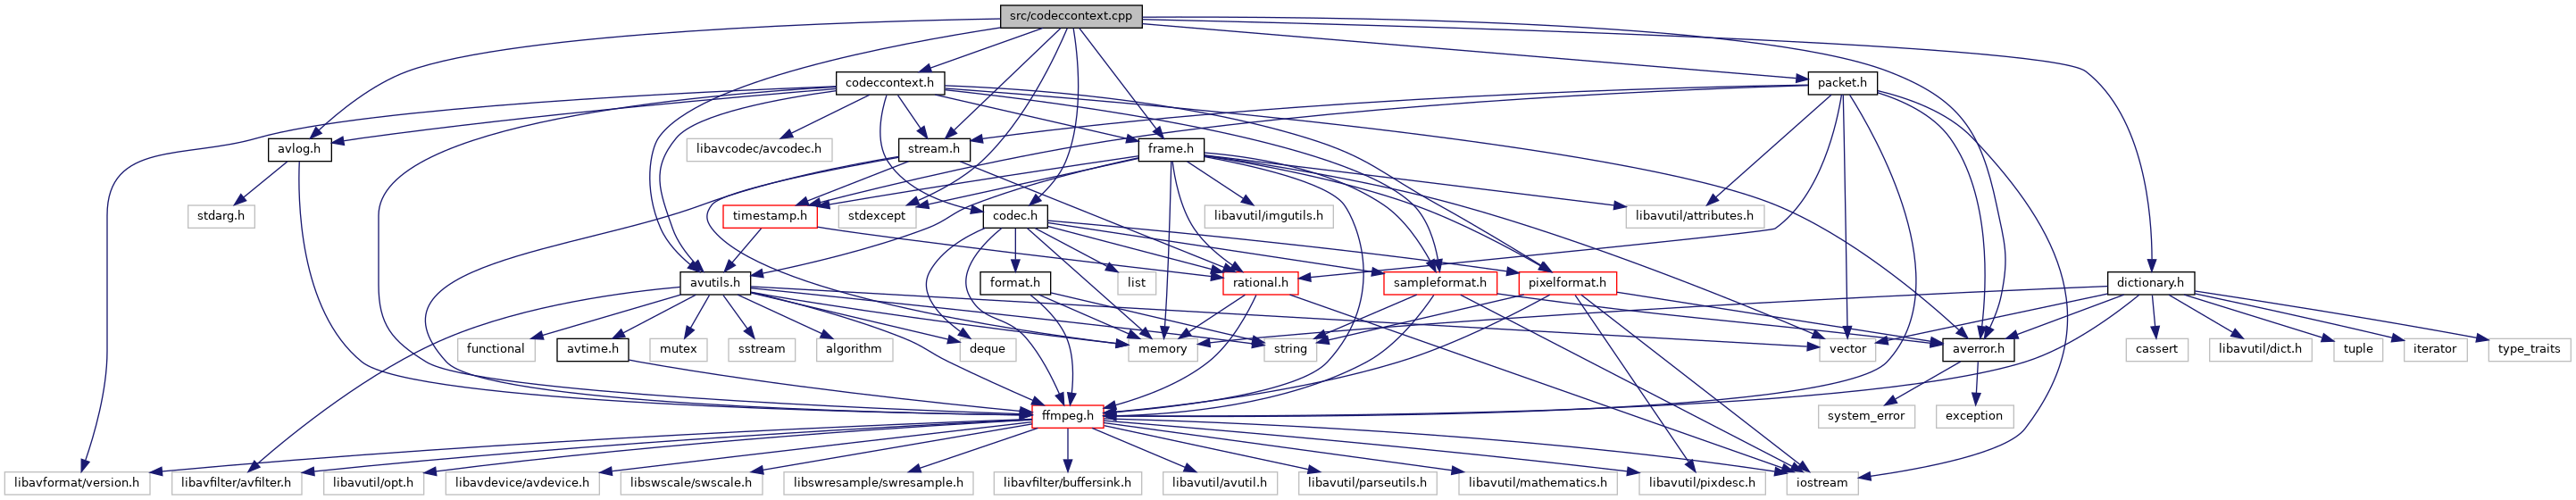 src/codeccontext.cpp
codeccontext.h
packet.h
avlog.h
libavcodec/avcodec.h
stream.h
frame.h
stdarg.h
timestamp.h
stdexcept
codec.h
libavutil/imgutils.h
libavutil/attributes.h
avutils.h
format.h
list
rational.h
sampleformat.h
pixelformat.h
dictionary.h
functional
avtime.h
mutex
sstream
algorithm
deque
memory
string
vector
averror.h
cassert
libavutil/dict.h
tuple
iterator
type_traits
ffmpeg.h
system_error
exception
libavformat/version.h
libavfilter/avfilter.h
libavutil/opt.h
libavdevice/avdevice.h
libswscale/swscale.h
libswresample/swresample.h
libavfilter/buffersink.h
libavutil/avutil.h
libavutil/parseutils.h
libavutil/mathematics.h
libavutil/pixdesc.h
iostream